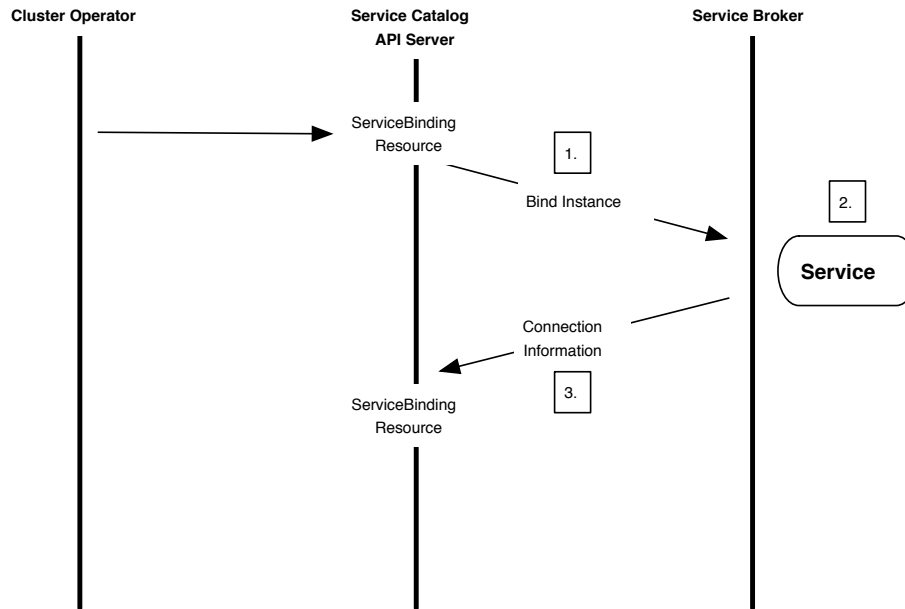 Cluster Operator
Service Catalog
API Server
Service Broker
ServiceBinding
Resource
1.
Bind Instance
2.
Service
Connection
Information
3.
ServiceBinding
Resource